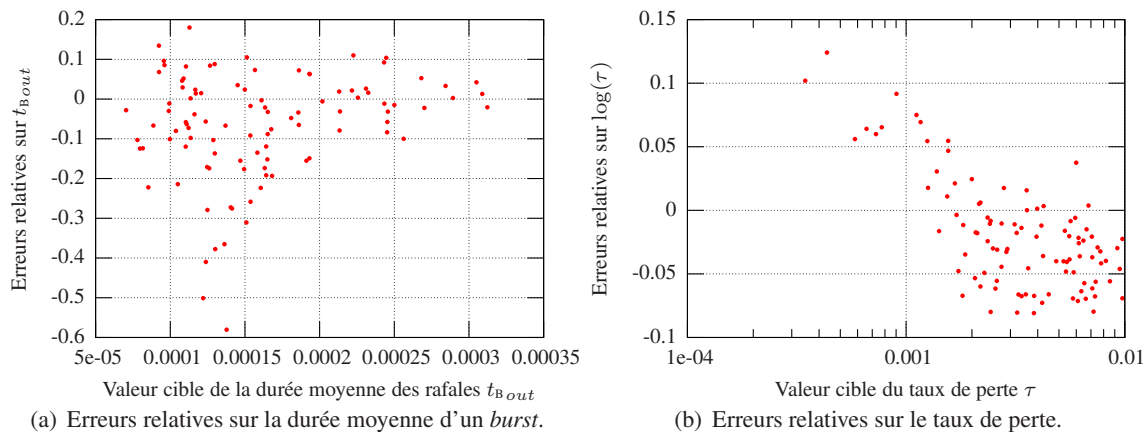 Erreurs relatives sur t_Bout
0.2
0.1
0
-0.1
-0.2
-0.3
-0.4
-0.5
-0.6
5e-05 0.0001 0.00015 0.0002 0.00025 0.0003 0.00035
Valeur cible de la durée moyenne des rafales t_Bout
(a) Erreurs relatives sur la durée moyenne d'un burst.
Erreurs relatives sur log(τ)
0.15
0.1
0.05
0
-0.05
-0.1
1e-04 0.001 0.01
Valeur cible du taux de perte τ
(b) Erreurs relatives sur le taux de perte.